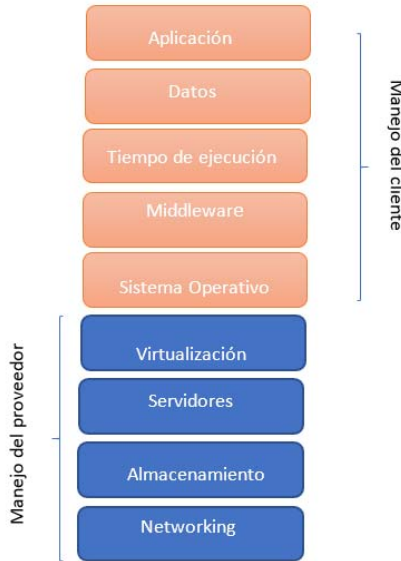 Aplicación
Datos
Tiempo de ejecución
Middleware
Sistema Operativo
Manejo del cliente
Virtualización
Servidores
Almacenamiento
Networking
Manejo del proveedor